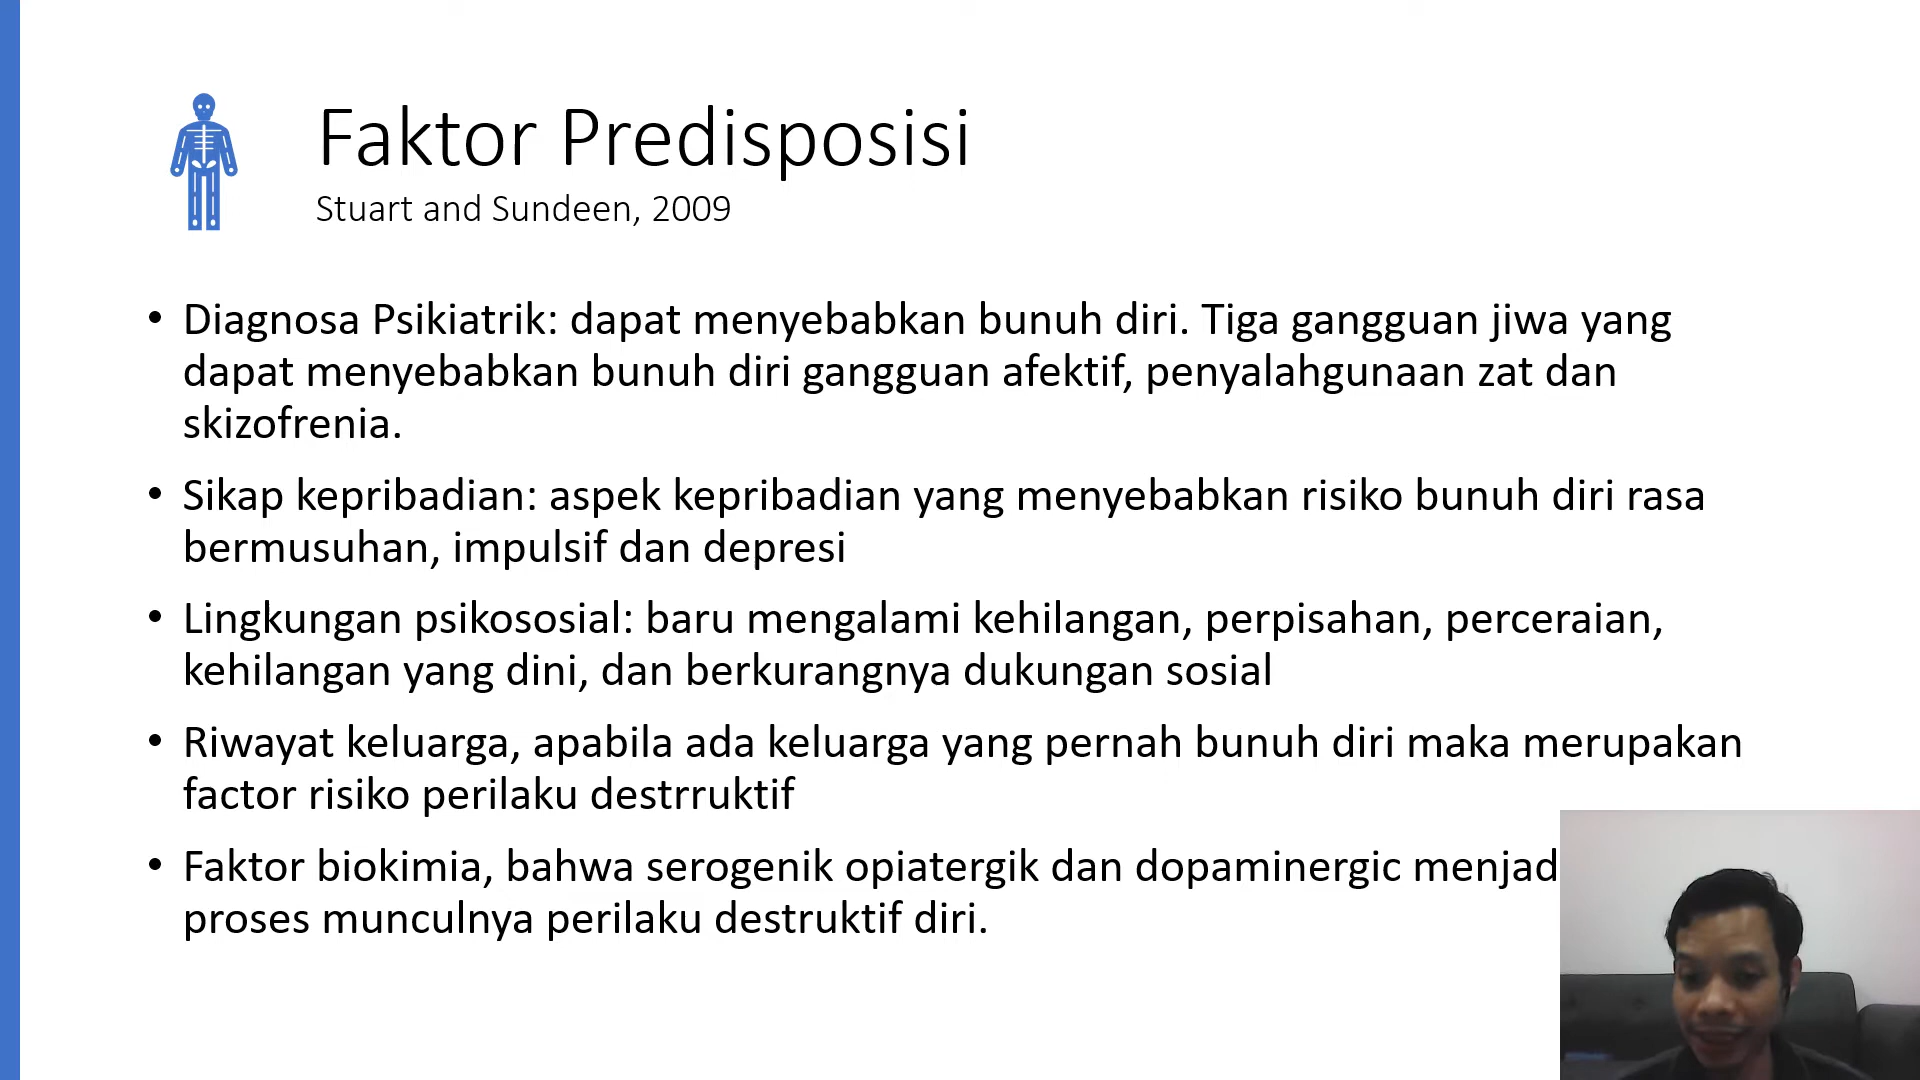 Faktor Predisposisi
Stuart and Sundeen, 2009
• Diagnosa Psikiatrik: dapat menyebabkan bunuh diri. Tiga gangguan jiwa yang
dapat menyebabkan bunuh diri gangguan afektif, penyalahgunaan zat dan
skizofrenia.
• Sikap kepribadian: aspek kepribadian yang menyebabkan risiko bunuh diri rasa
bermusuhan, impulsif dan depresi
• Lingkungan psikososial: baru mengalami kehilangan, perpisahan, perceraian,
kehilangan yang dini, dan berkurangnya dukungan sosial
• Riwayat keluarga, apabila ada keluarga yang pernah bunuh diri maka merupakan
factor risiko perilaku destrruktif
• Faktor biokimia, bahwa serogenik opiatergik dan dopaminergic menjad
proses munculnya perilaku destruktif diri.